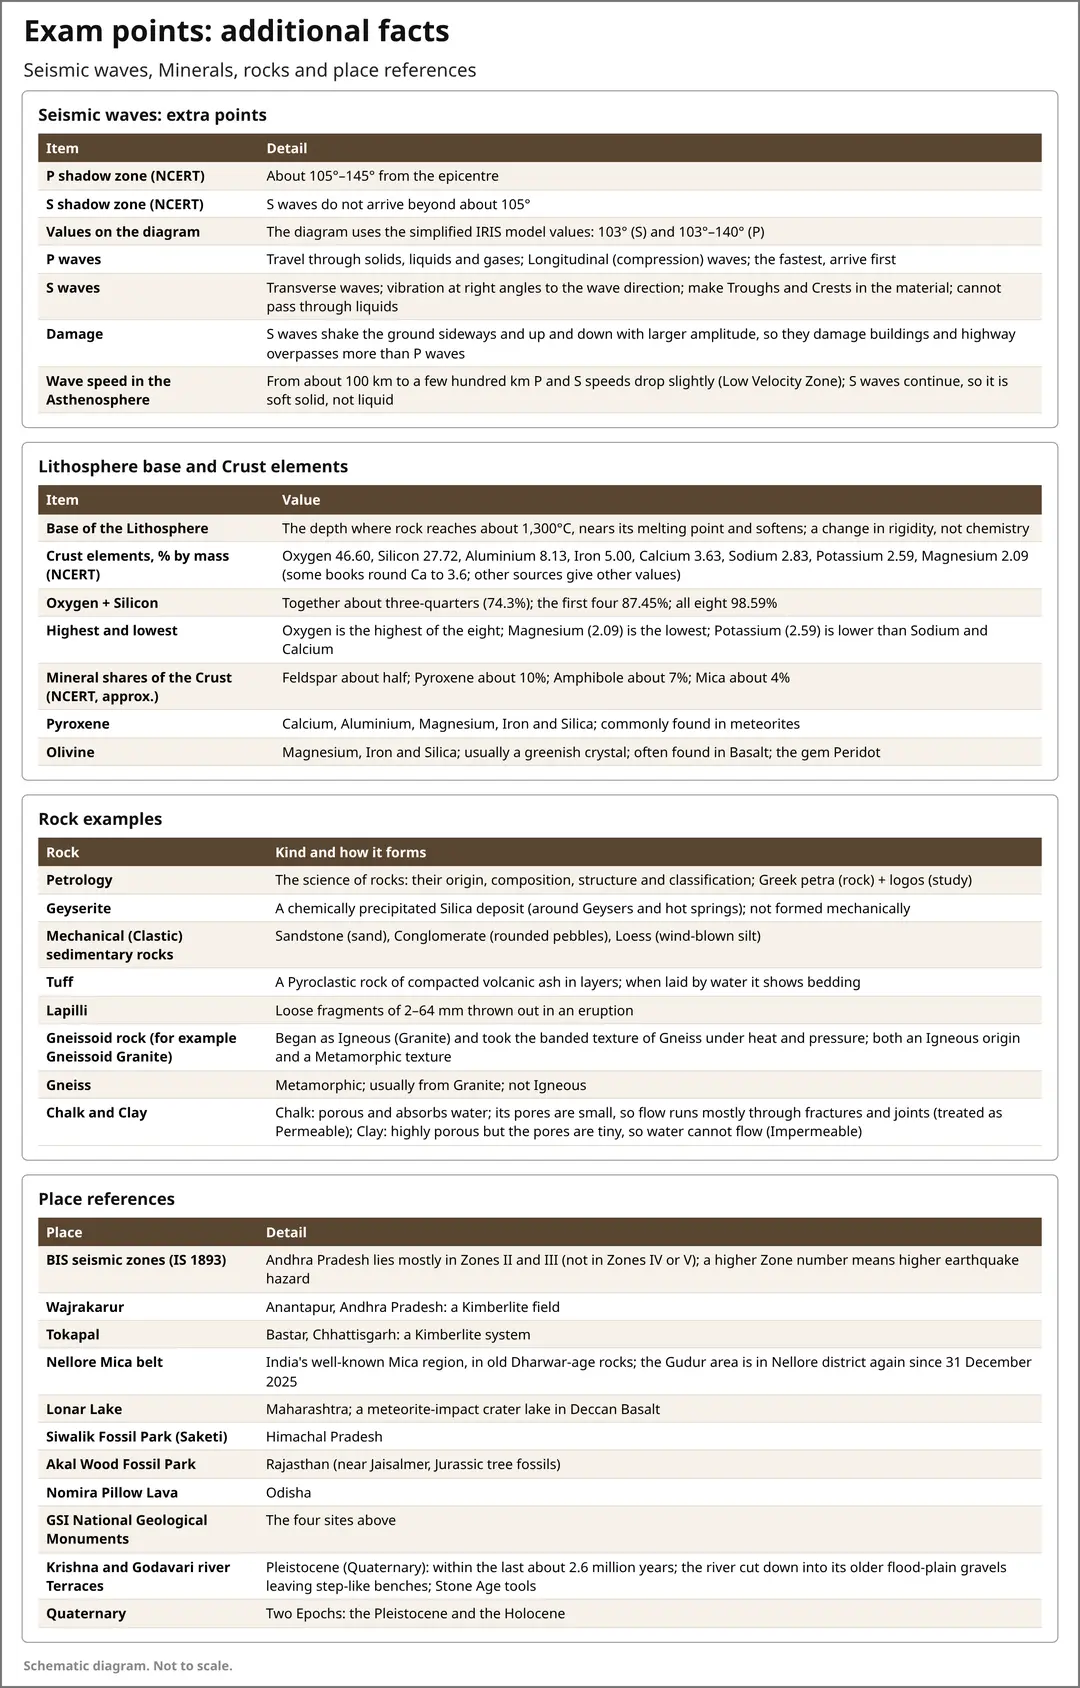 Exam points: additional facts
Seismic waves, Minerals, rocks and place references
Seismic waves: extra points
Item Detail
P shadow zone (NCERT) About 105°–145° from the epicentre
S shadow zone (NCERT) S waves do not arrive beyond about 105°
Values on the diagram The diagram uses the simplified IRIS model values: 103° (S) and 103°–140° (P)
P waves Travel through solids, liquids and gases; Longitudinal (compression) waves; the fastest, arrive first
S waves Transverse waves; vibration at right angles to the wave direction; make Troughs and Crests in the material; cannot
pass through liquids
Damage S waves shake the ground sideways and up and down with larger amplitude, so they damage buildings and highway
overpasses more than P waves
Wave speed in the From about 100 km to a few hundred km P and S speeds drop slightly (Low Velocity Zone); S waves continue, so it is
Asthenosphere soft solid, not liquid
Lithosphere base and Crust elements
Item Value
Base of the Lithosphere The depth where rock reaches about 1,300°C, nears its melting point and softens; a change in rigidity, not chemistry
Crust elements, % by mass Oxygen 46.60, Silicon 27.72, Aluminium 8.13, Iron 5.00, Calcium 3.63, Sodium 2.83, Potassium 2.59, Magnesium 2.09
(NCERT) (some books round Ca to 3.6; other sources give other values)
Oxygen + Silicon Together about three-quarters (74.3%); the first four 87.45%; all eight 98.59%
Highest and lowest Oxygen is the highest of the eight; Magnesium (2.09) is the lowest; Potassium (2.59) is lower than Sodium and
Calcium
Mineral shares of the Crust Feldspar about half; Pyroxene about 10%; Amphibole about 7%; Mica about 4%
(NCERT, approx.)
Pyroxene Calcium, Aluminium, Magnesium, Iron and Silica; commonly found in meteorites
Olivine Magnesium, Iron and Silica; usually a greenish crystal; often found in Basalt; the gem Peridot
Rock examples
Rock Kind and how it forms
Petrology The science of rocks: their origin, composition, structure and classification; Greek petra (rock) + logos (study)
Geyserite A chemically precipitated Silica deposit (around Geysers and hot springs); not formed mechanically
Mechanical (Clastic) Sandstone (sand), Conglomerate (rounded pebbles), Loess (wind-blown silt)
sedimentary rocks
Tuff A Pyroclastic rock of compacted volcanic ash in layers; when laid by water it shows bedding
Lapilli Loose fragments of 2–64 mm thrown out in an eruption
Gneissoid rock (for example Began as Igneous (Granite) and took the banded texture of Gneiss under heat and pressure; both an Igneous origin
Gneissoid Granite) and a Metamorphic texture
Gneiss Metamorphic; usually from Granite; not Igneous
Chalk and Clay Chalk: porous and absorbs water; its pores are small, so flow runs mostly through fractures and joints (treated as
Permeable); Clay: highly porous but the pores are tiny, so water cannot flow (Impermeable)
Place references
Place Detail
BIS seismic zones (IS 1893) Andhra Pradesh lies mostly in Zones II and III (not in Zones IV or V); a higher Zone number means higher earthquake
hazard
Wajrakarur Anantapur, Andhra Pradesh: a Kimberlite field
Tokapal Bastar, Chhattisgarh: a Kimberlite system
Nellore Mica belt India's well-known Mica region, in old Dharwar-age rocks; the Gudur area is in Nellore district again since 31 December
2025
Lonar Lake Maharashtra; a meteorite-impact crater lake in Deccan Basalt
Siwalik Fossil Park (Saketi) Himachal Pradesh
Akal Wood Fossil Park Rajasthan (near Jaisalmer, Jurassic tree fossils)
Nomira Pillow Lava Odisha
GSI National Geological The four sites above
Monuments
Krishna and Godavari river Pleistocene (Quaternary): within the last about 2.6 million years; the river cut down into its older flood-plain gravels
Terraces leaving step-like benches; Stone Age tools
Quaternary Two Epochs: the Pleistocene and the Holocene
Schematic diagram. Not to scale.